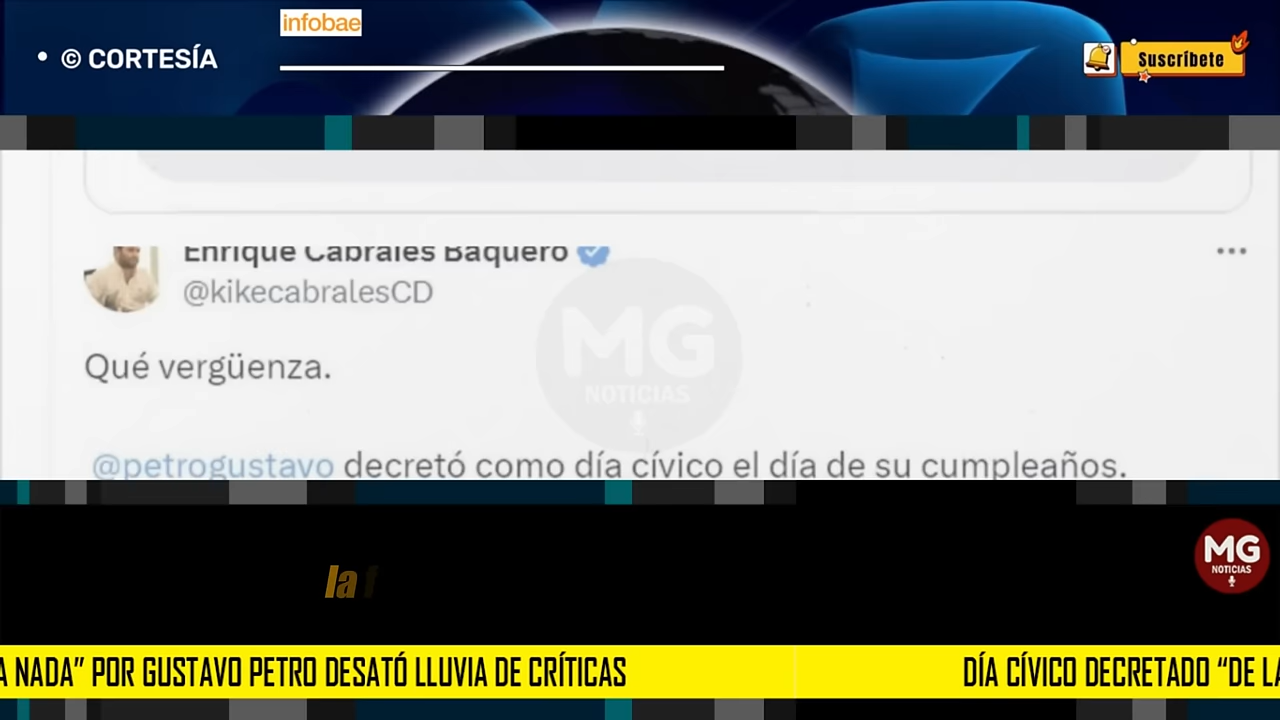 infobae
• © CORTESÍA
Suscríbete
Enrique Cabrales Baquero
@kikecabralesCD
Qué vergüenza.
@petrogustavo decretó como día cívico el día de su cumpleaños.
MG
NOTICIAS
la f
MG
NOTICIAS
A NADA” POR GUSTAVO PETRO DESATÓ LLUVIA DE CRÍTICAS
DÍA CÍVICO DECRETADO “DE LA